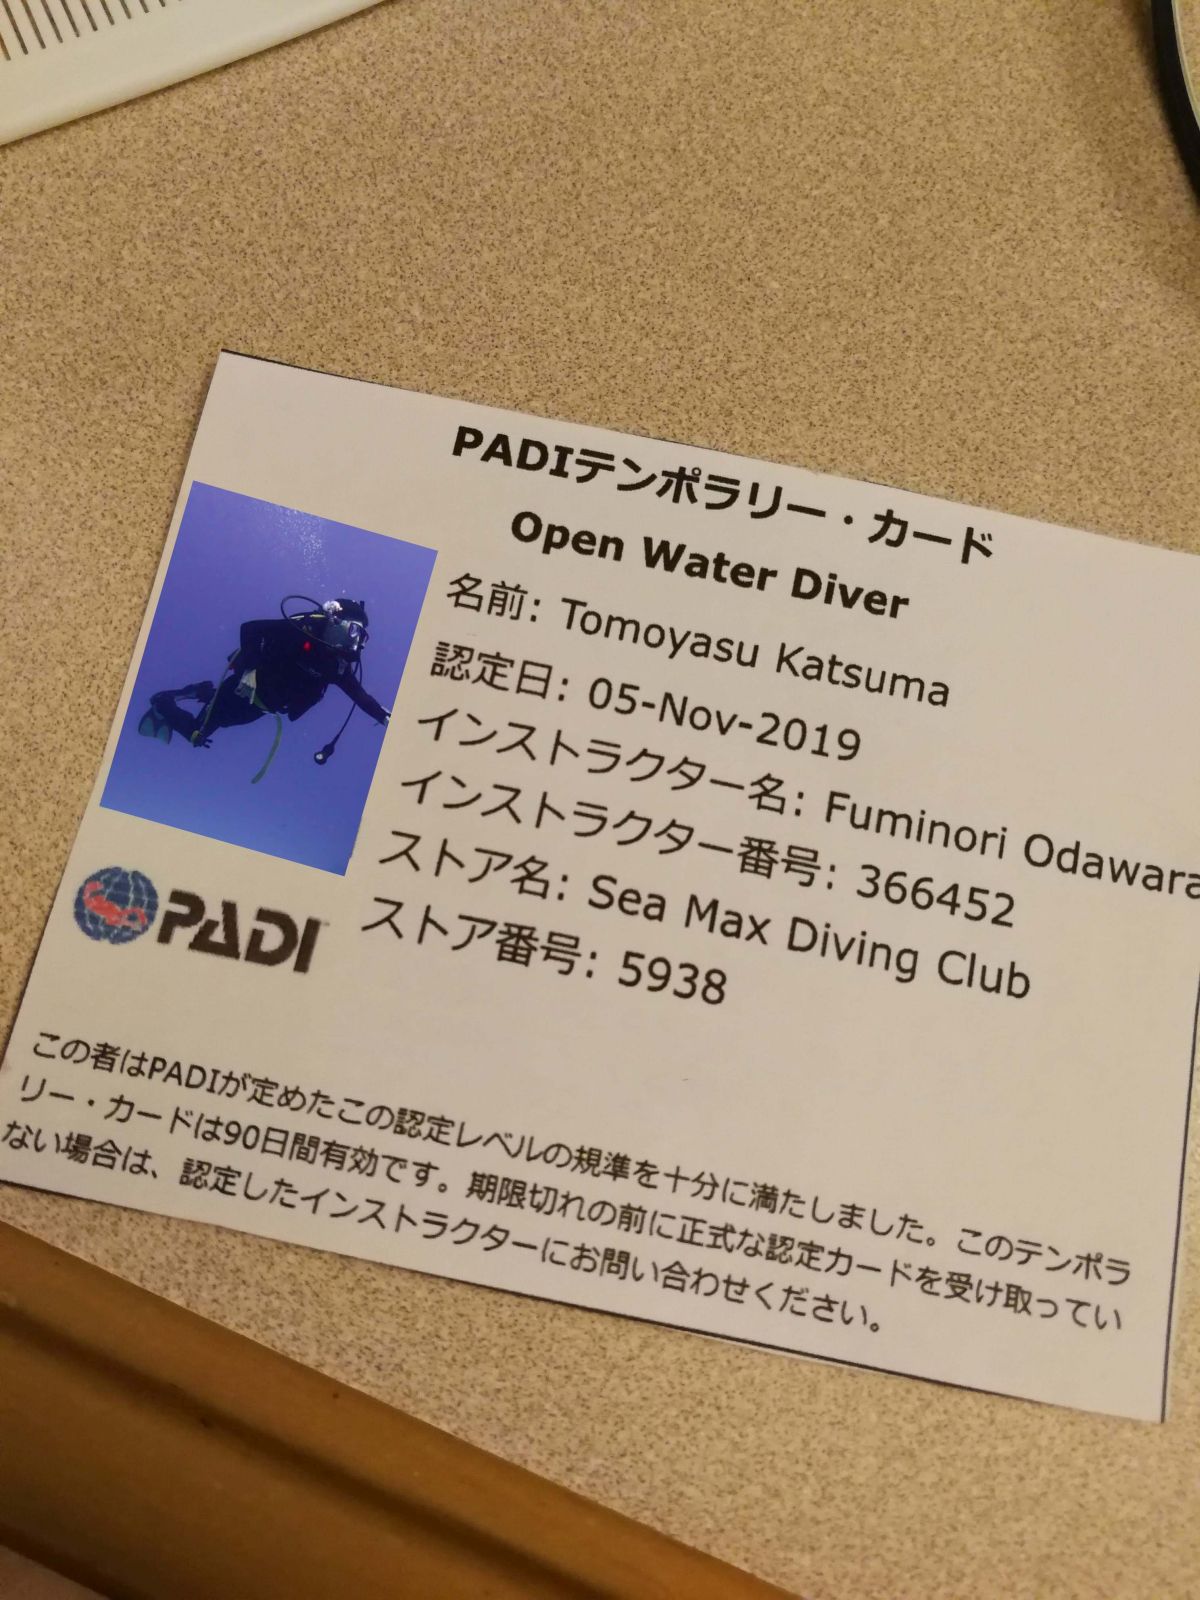 PADIテンポラリー・カード
Open Water Diver
名前: Tomoyasu Katsuma
認定日: 05-Nov-2019
インストラクター名: Fuminori Odawara
インストラクター番号: 366452
ストア名: Sea Max Diving Club
ストア番号: 5938
PADI
この者はPADIが定めたこの認定レベルの規準を十分に満たしました。このテンポラ
リー・カードは90日間有効です。期限切れの前に正式な認定カードを受け取ってい
ない場合は、認定したインストラクターにお問い合わせください。